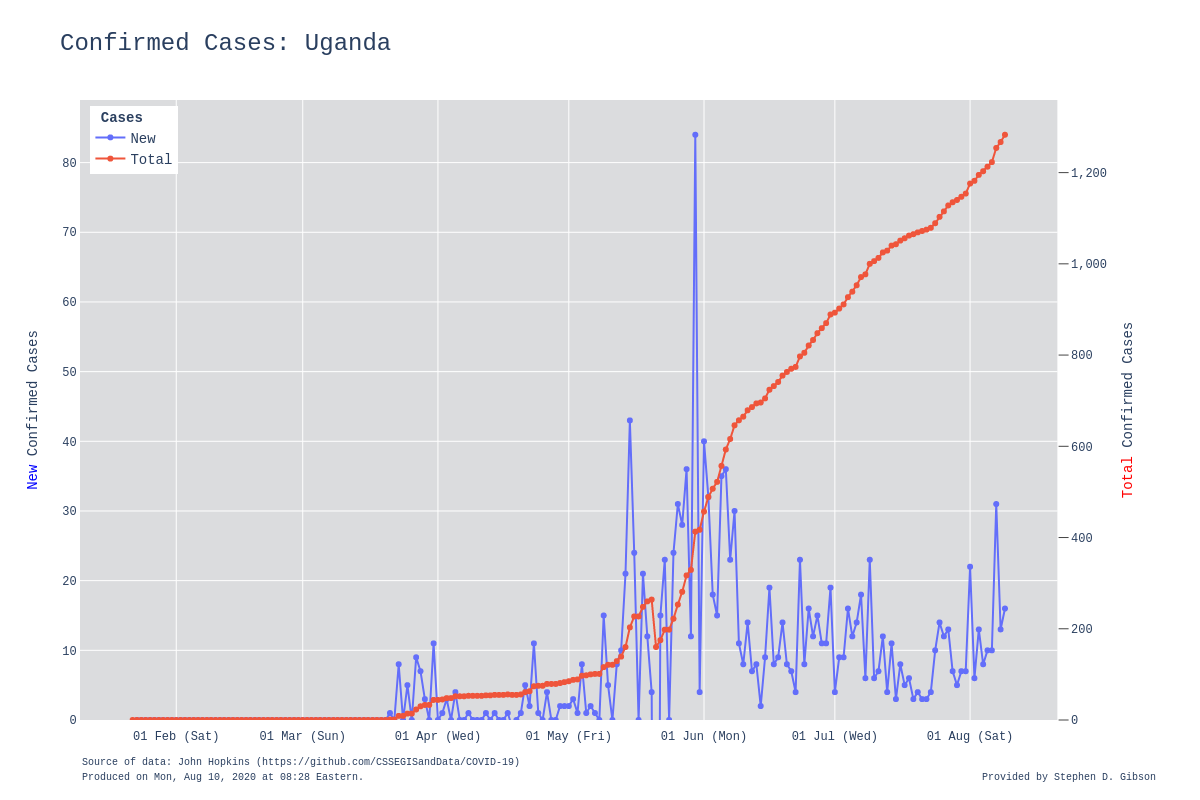 Confirmed Cases: Uganda
Cases
New
Total
80
70
60
50
40
30
20
10
0
1,200
1,000
800
600
400
200
0
New Confirmed Cases
Total Confirmed Cases
01 Feb (Sat)
01 Mar (Sun)
01 Apr (Wed)
01 May (Fri)
01 Jun (Mon)
01 Jul (Wed)
01 Aug (Sat)
Source of data: John Hopkins (https://github.com/CSSEGISandData/COVID-19)
Produced on Mon, Aug 10, 2020 at 08:28 Eastern.
Provided by Stephen D. Gibson